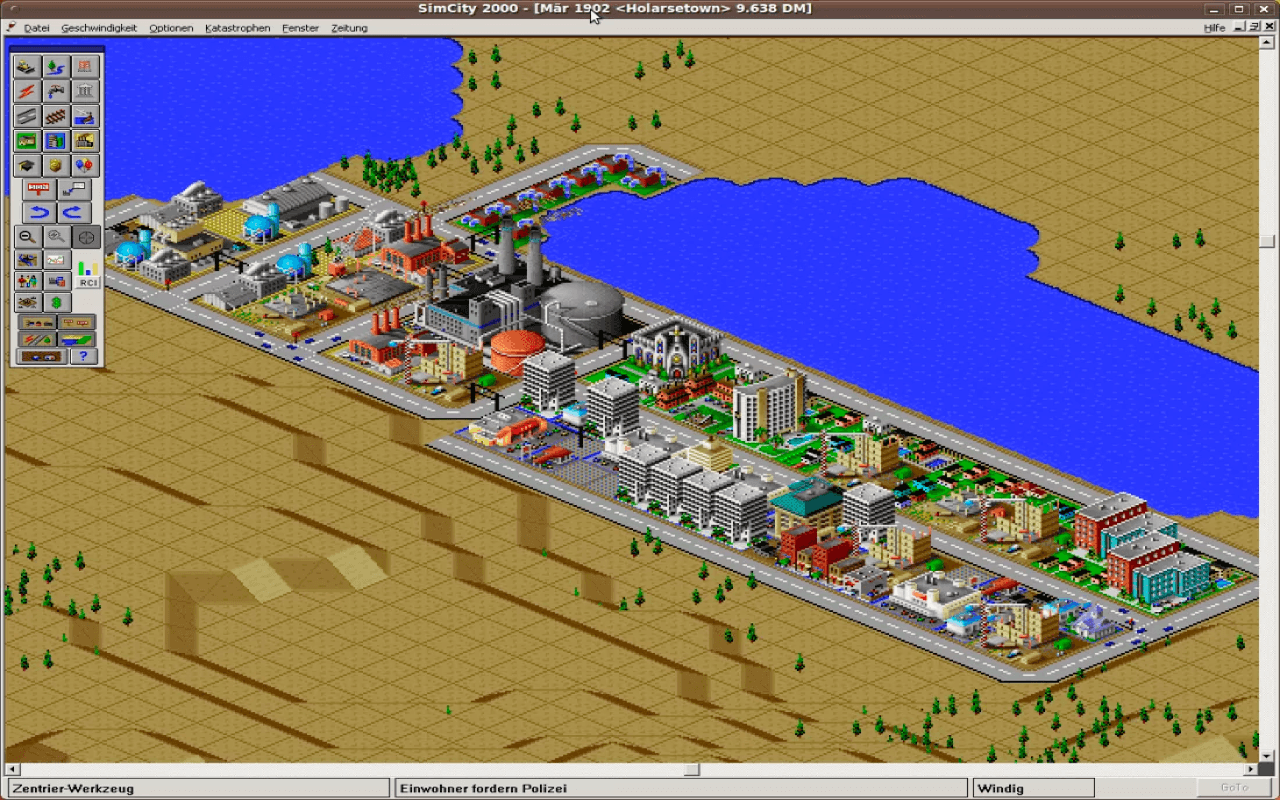 SimCity 2000 - [Mär 1902 <Holarsetown> 9.638 DM]
Datei Geschwindigkeit Optionen Katastrophen Fenster Zeitung Hilfe
RCI
?
Zentrier-Werkzeug Einwohner fordern Polizei Windig GoTo